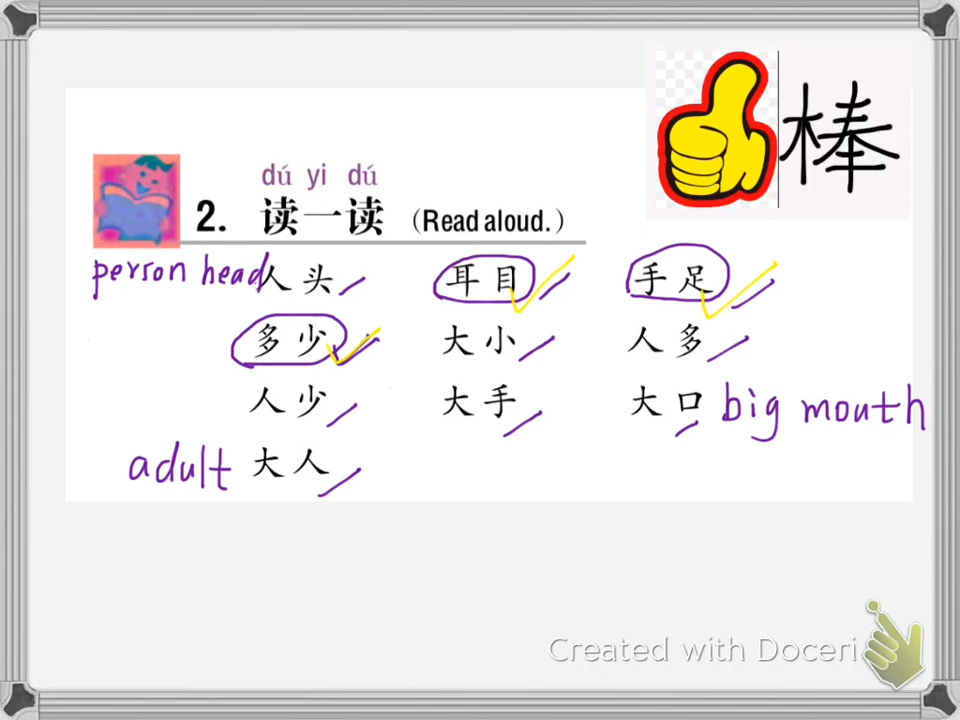 棒
dú yi dú
2. 读一读 (Read aloud.)
person head 人头 耳目 手足
多少 大小 人多
人少 大手 大口 big mouth
adult 大人
Created with Doceri